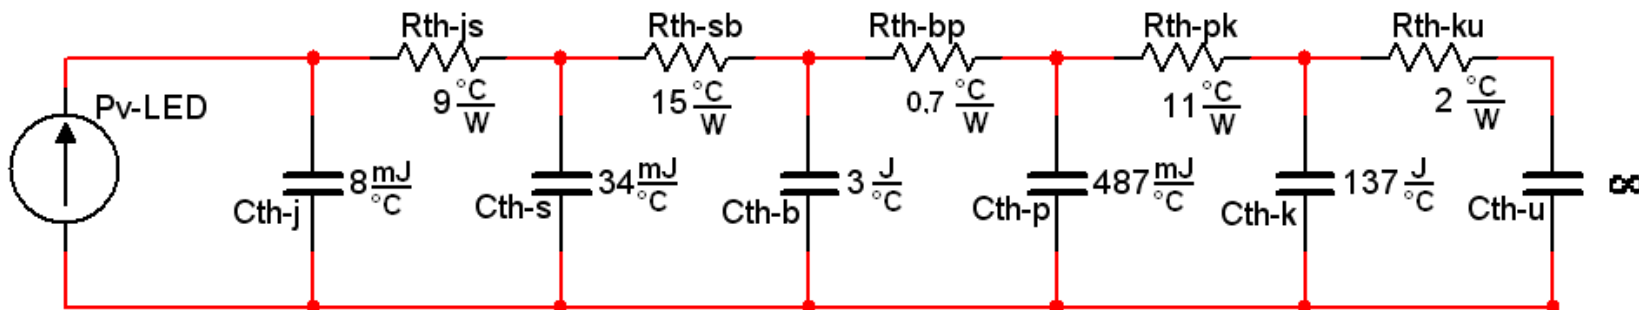 Rth-js Rth-sb Rth-bp Rth-pk Rth-ku
Pv-LED
9 °C/W 15 °C/W 0,7 °C/W 11 °C/W 2 °C/W
8 mJ/°C 34 mJ/°C 3 J/°C 487 mJ/°C 137 J/°C ∞
Cth-j Cth-s Cth-b Cth-p Cth-k Cth-u